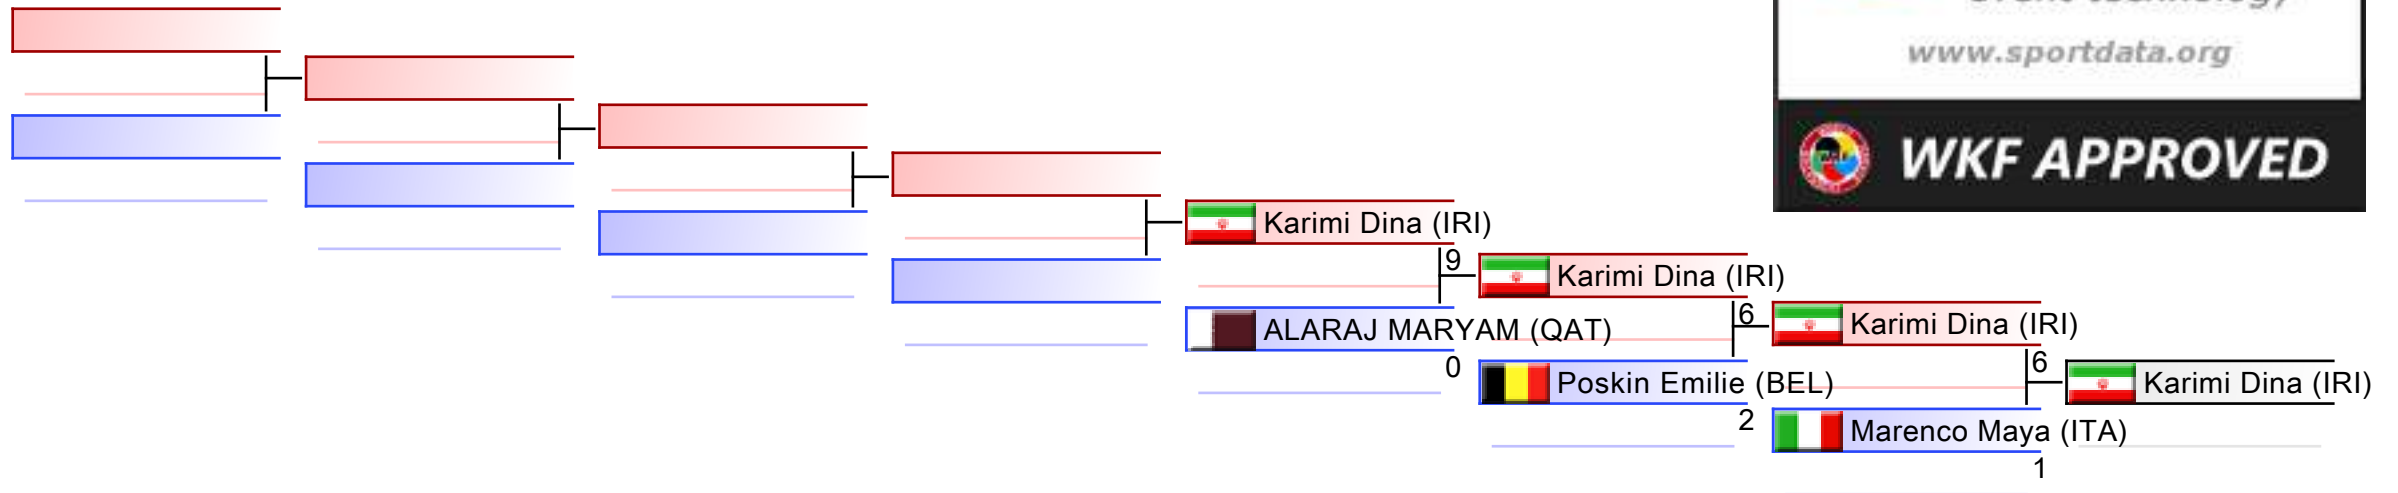 www.sportdata.org
WKF APPROVED
Karimi Dina (IRI)
9
Karimi Dina (IRI)
ALARAJ MARYAM (QAT)
0
6
Karimi Dina (IRI)
Poskin Emilie (BEL)
2
6
Karimi Dina (IRI)
Marenco Maya (ITA)
1